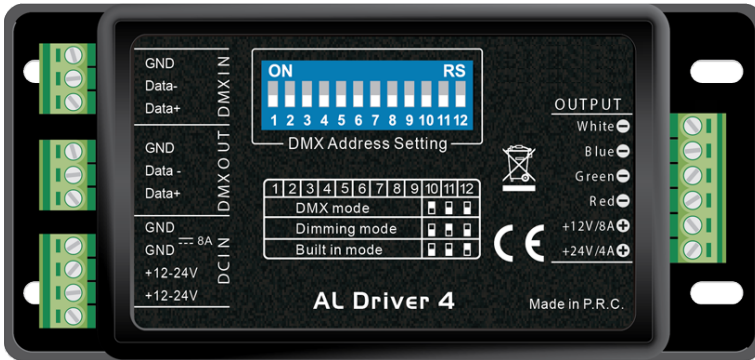 GND
Data-
Data+
DMX IN
GND
Data -
Data+
DMX OUT
GND
GND
8A
+12-24V
+12-24V
DC IN
ON RS
1 2 3 4 5 6 7 8 9 10 11 12
DMX Address Setting
1 2 3 4 5 6 7 8 9 10 11 12
DMX mode
Dimming mode
Built in mode
AL Driver 4
CE
OUTPUT
White
Blue
Green
Red
+12V/8A
+24V/4A
Made in P.R.C.